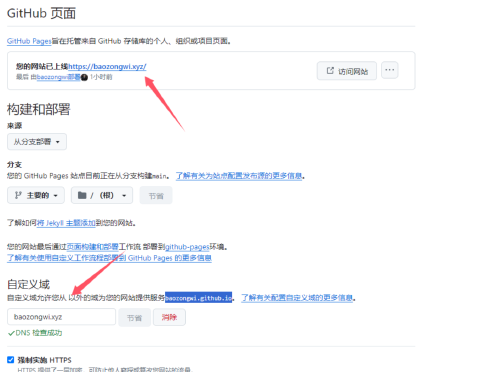 GitHub 页面
GitHub Pages旨在托管来自 GitHub 存储库的个人、组织或项目页面。
您的网站已上线https://baozongwi.xyz/
最后 由baozongwi部署 1小时前
访问网站
构建和部署
来源
从分支部署
分支
您的 GitHub Pages 站点目前正在从分支构建main。 了解有关为站点配置发布源的更多信息。
主要的 / （根） 节省
了解如何将 Jekyll 主题添加到您的网站。
您的网站最后通过页面构建和部署工作流 部署到github-pages环境。
了解有关使用自定义工作流程部署到 GitHub Pages 的更多信息
自定义域
自定义域允许您从 以外的域为您的网站提供服务baozongwi.github.io。 了解有关配置自定义域的更多信息。
baozongwi.xyz 节省 消除
DNS 检查成功
强制实施 HTTPS
HTTPS 提供了一层加密，可防止他人窥探或篡改您网站的流量